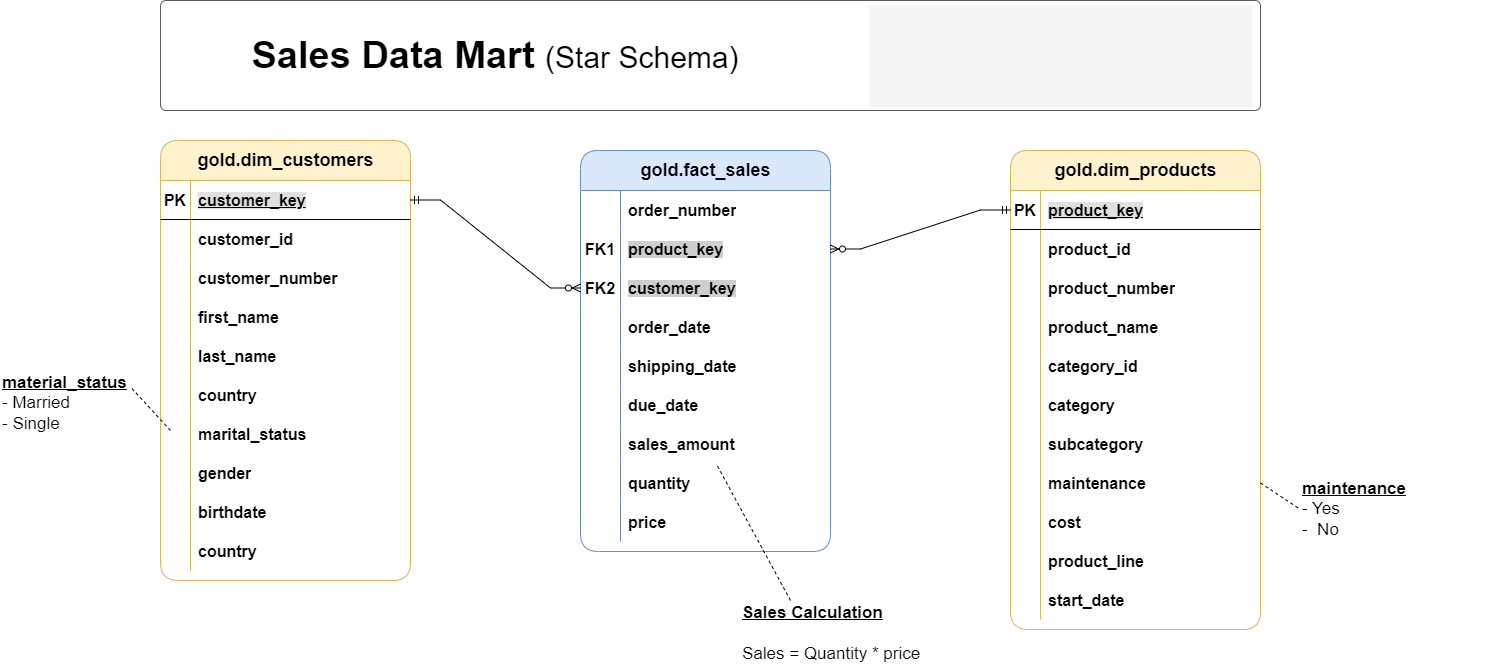 Sales Data Mart (Star Schema)
gold.dim_customers
PK customer_key
customer_id
customer_number
first_name
last_name
country
marital_status
gender
birthdate
country
material_status
- Married
- Single
gold.fact_sales
order_number
FK1 product_key
FK2 customer_key
order_date
shipping_date
due_date
sales_amount
quantity
price
Sales Calculation
Sales = Quantity * price
gold.dim_products
PK product_key
product_id
product_number
product_name
category_id
category
subcategory
maintenance
cost
product_line
start_date
maintenance
- Yes
- No